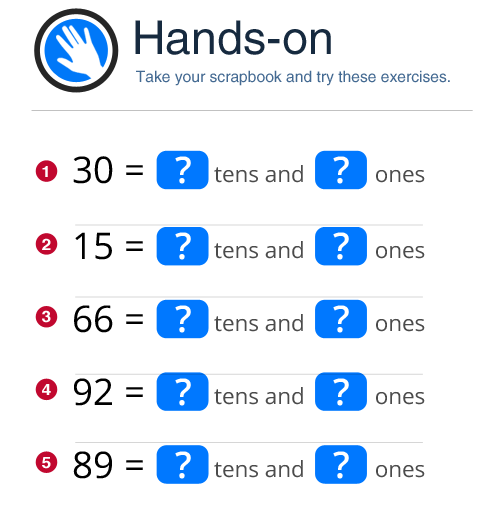 Hands-on
Take your scrapbook and try these exercises.
1 30 = ? tens and ? ones
2 15 = ? tens and ? ones
3 66 = ? tens and ? ones
4 92 = ? tens and ? ones
5 89 = ? tens and ? ones